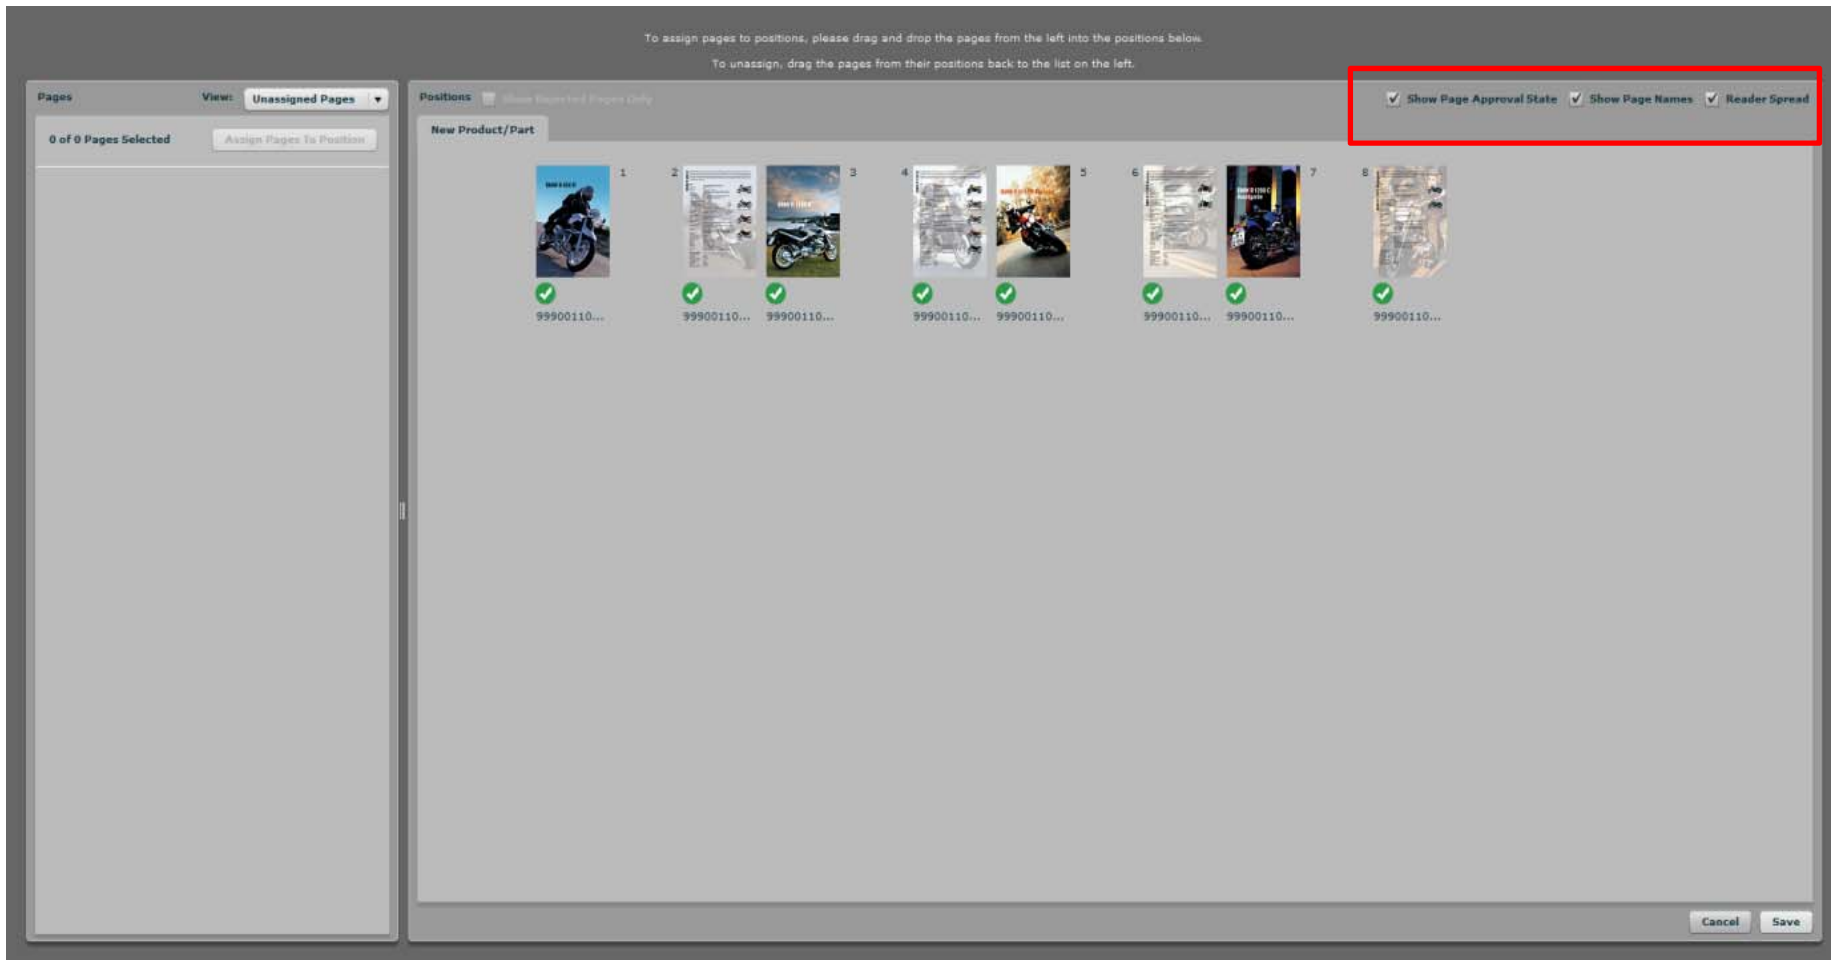 To assign pages to positions, please drag and drop the pages from the left into the positions below.
To unassign, drag the pages from their positions back to the list on the left.
Pages View: Unassigned Pages
Positions Show Rejected Pages Only
Show Page Approval State Show Page Names Reader Spread
0 of 0 Pages Selected Assign Pages To Position
New Product/Part
1 2 3 4 5 6 7 8
99900110... 99900110... 99900110... 99900110... 99900110... 99900110... 99900110... 99900110...
Cancel Save